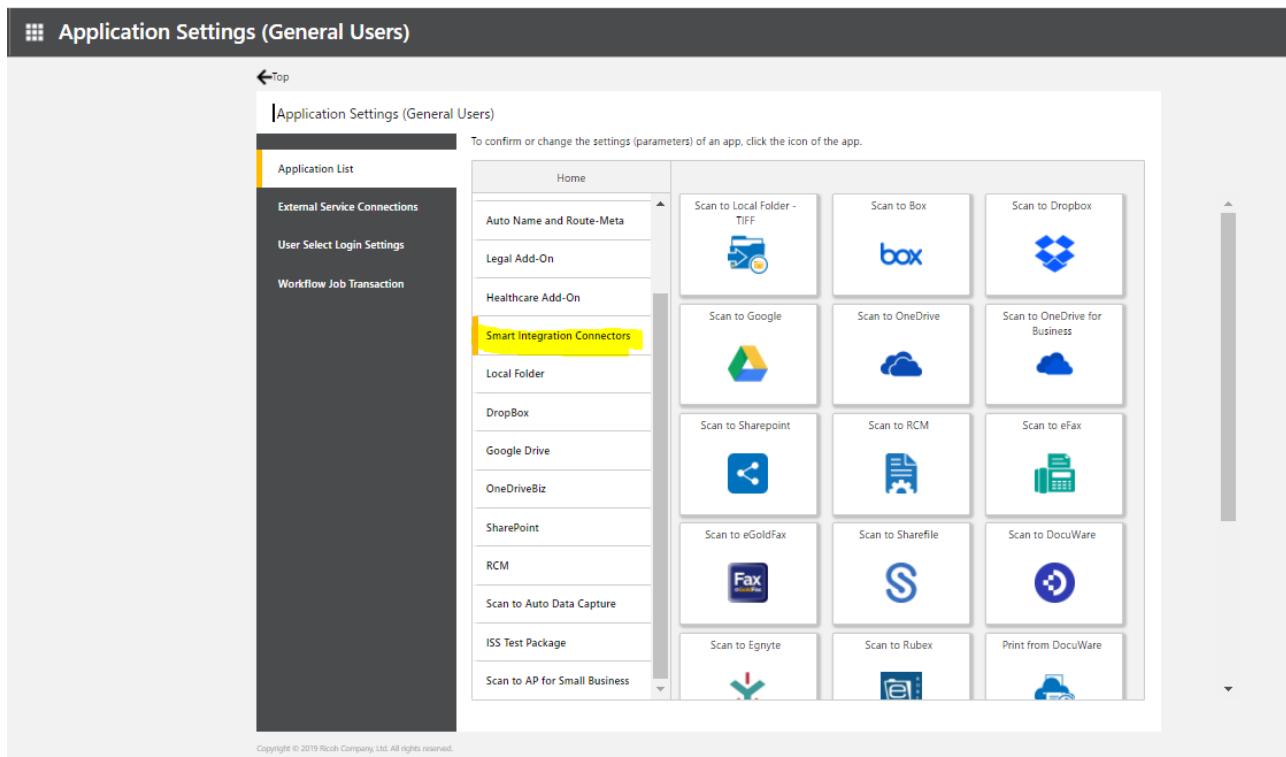 Application Settings (General Users)
Top
Application Settings (General Users)
To confirm or change the settings (parameters) of an app, click the icon of the app.
Application List
External Service Connections
User Select Login Settings
Workflow Job Transaction
Home
Auto Name and Route-Meta
Legal Add-On
Healthcare Add-On
Smart Integration Connectors
Local Folder
DropBox
Google Drive
OneDriveBiz
SharePoint
RCM
Scan to Auto Data Capture
ISS Test Package
Scan to AP for Small Business
Scan to Local Folder -
TIFF
Scan to Box
box
Scan to Dropbox
Scan to Google
Scan to OneDrive
Scan to OneDrive for
Business
Scan to Sharepoint
Scan to RCM
Scan to eFax
Scan to eGoldFax
Fax
eGoldFax
Scan to Sharefile
Scan to DocuWare
Scan to Egnyte
Scan to Rubex
Print from DocuWare
Copyright © 2019 Ricoh Company, Ltd. All rights reserved.